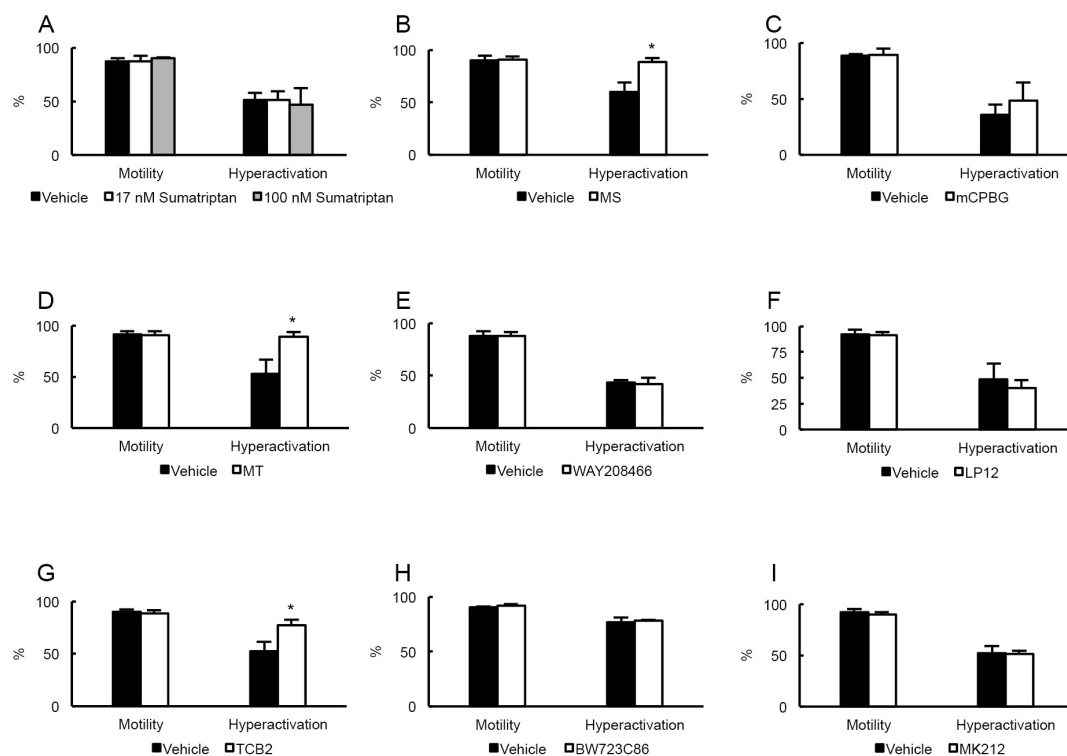 A
100
50
0
%
Motility Hyperactivation
Vehicle 17 nM Sumatriptan 100 nM Sumatriptan
B
100
50
0
%
*
Motility Hyperactivation
Vehicle MS
C
100
50
0
%
Motility Hyperactivation
Vehicle mCPBG
D
100
50
0
%
*
Motility Hyperactivation
Vehicle MT
E
100
50
0
%
Motility Hyperactivation
Vehicle WAY208466
F
100
75
50
25
0
%
Motility Hyperactivation
Vehicle LP12
G
100
50
0
%
*
Motility Hyperactivation
Vehicle TCB2
H
100
50
0
%
Motility Hyperactivation
Vehicle BW723C86
I
100
50
0
%
Motility Hyperactivation
Vehicle MK212